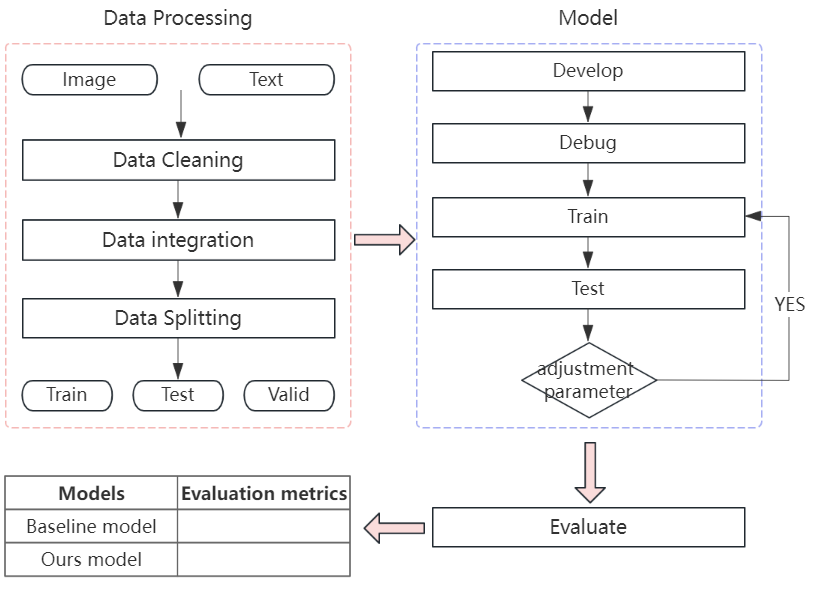 Data Processing
Image
Text
Data Cleaning
Data integration
Data Splitting
Train
Test
Valid
Model
Develop
Debug
Train
Test
adjustment
parameter
YES
Evaluate
Models
Evaluation metrics
Baseline model
Ours model